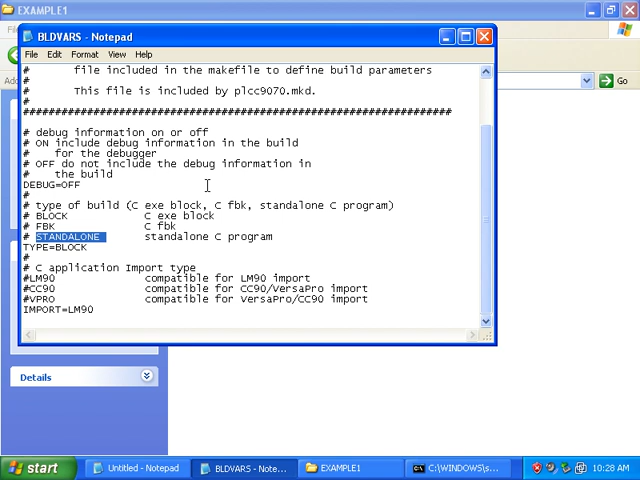 EXAMPLE1
BLDVARS - Notepad
File Edit Format View Help
# file included in the makefile to define build parameters
#
# This file is included by plcc9070.mkd.
#
####################################################################
# debug information on or off
# ON include debug information in the build
# for the debugger
# OFF do not include the debug information in
# the build
DEBUG=OFF
#
# type of build (C exe block, C fbk, standalone C program)
# BLOCK C exe block
# FBK C fbk
# STANDALONE standalone C program
TYPE=BLOCK
#
# C application Import type
#LM90 compatible for LM90 import
#CC90 compatible for CC90/VersaPro import
#VPRO compatible for VersaPro/CC90 import
IMPORT=LM90
Go
Details
start
Untitled - Notepad
BLDVARS - Note...
EXAMPLE1
C:\WINDOWS\s...
10:28 AM